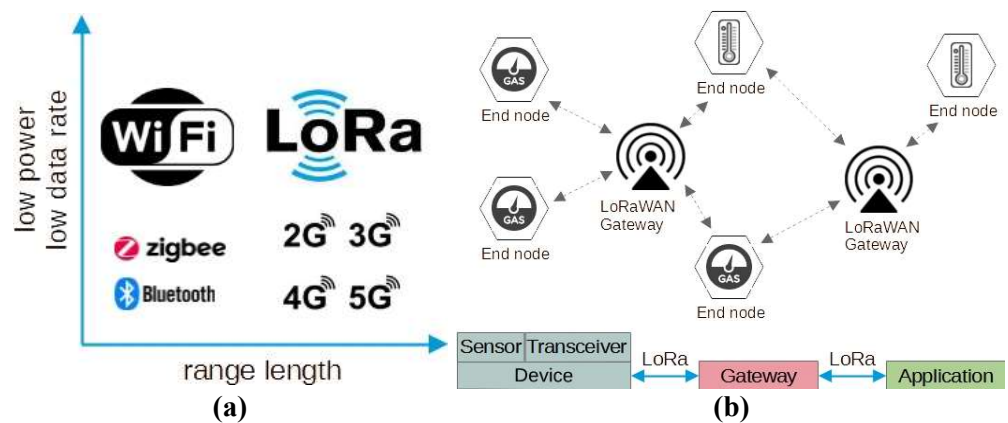 low power
low data rate
WiFi
LoRa
zigbee
Bluetooth
2G 3G
4G 5G
range length
(a)
GAS
End node
End node
End node
LoRaWAN
Gateway
LoRaWAN
Gateway
GAS
End node
GAS
End node
Sensor Transceiver
Device
LoRa
Gateway
LoRa
Application
(b)